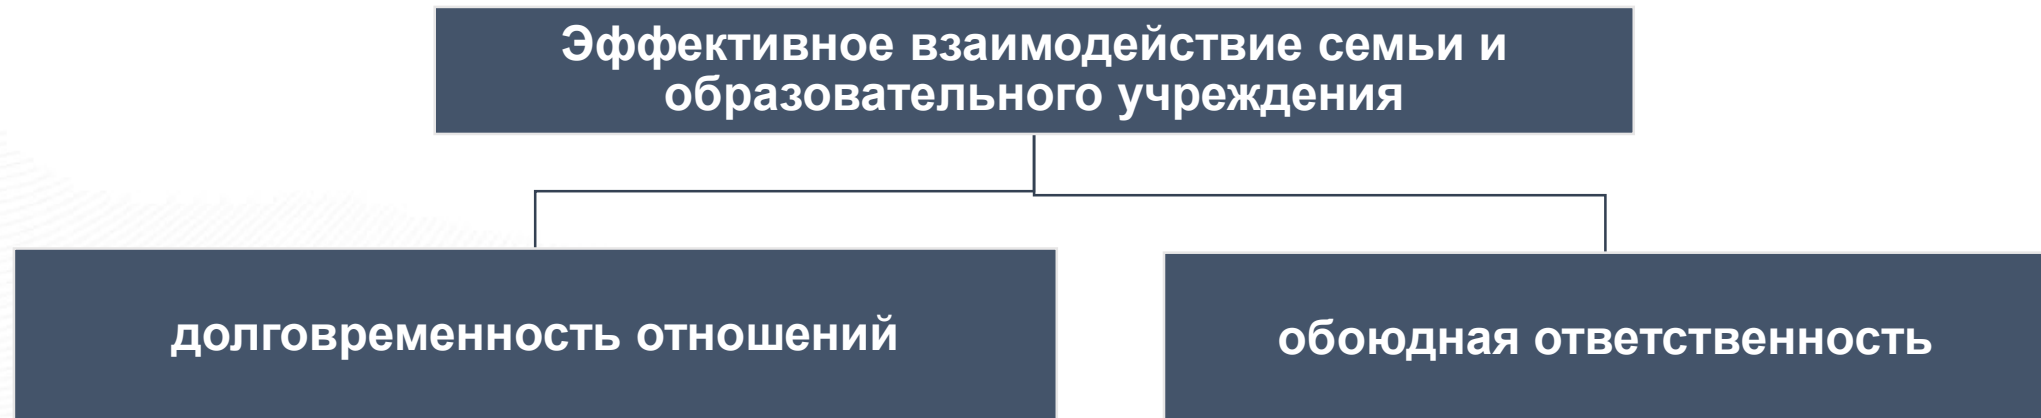 Эффективное взаимодействие семьи и
образовательного учреждения
долговременность отношений
обоюдная ответственность